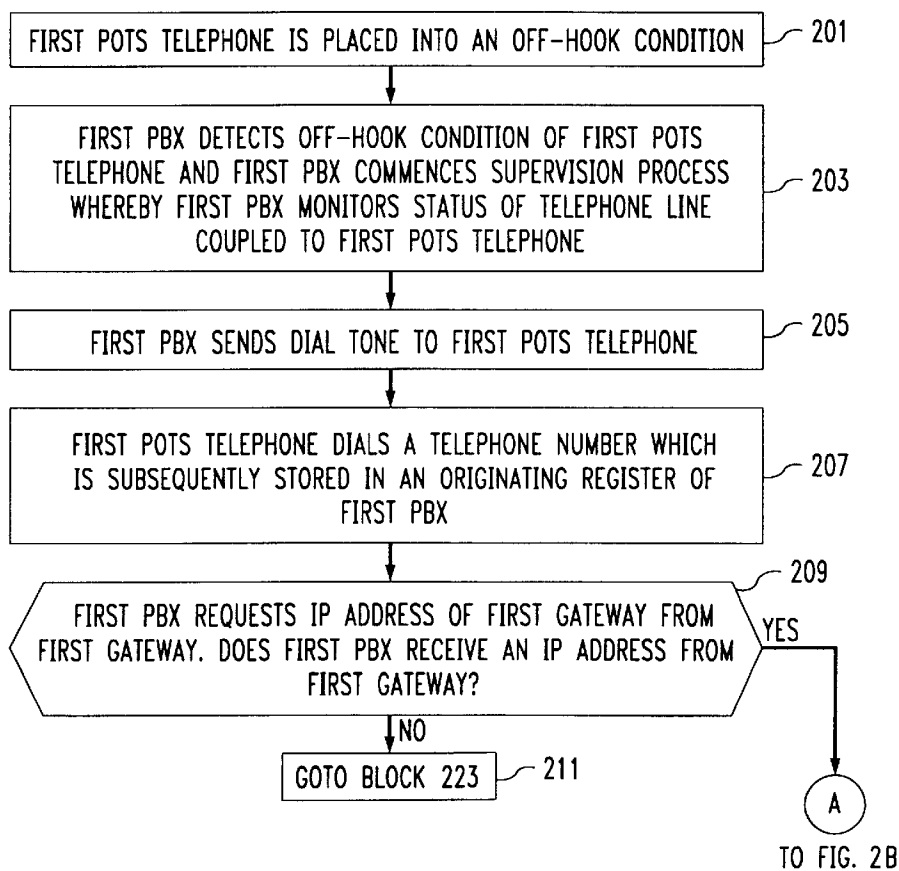 FIRST POTS TELEPHONE IS PLACED INTO AN OFF-HOOK CONDITION
201
FIRST PBX DETECTS OFF-HOOK CONDITION OF FIRST POTS
TELEPHONE AND FIRST PBX COMMENCES SUPERVISION PROCESS
WHEREBY FIRST PBX MONITORS STATUS OF TELEPHONE LINE
COUPLED TO FIRST POTS TELEPHONE
203
FIRST PBX SENDS DIAL TONE TO FIRST POTS TELEPHONE
205
FIRST POTS TELEPHONE DIALS A TELEPHONE NUMBER WHICH
IS SUBSEQUENTLY STORED IN AN ORIGINATING REGISTER OF
FIRST PBX
207
209
FIRST PBX REQUESTS IP ADDRESS OF FIRST GATEWAY FROM
FIRST GATEWAY. DOES FIRST PBX RECEIVE AN IP ADDRESS FROM
FIRST GATEWAY?
YES
NO
GOTO BLOCK 223
211
A
TO FIG. 2B